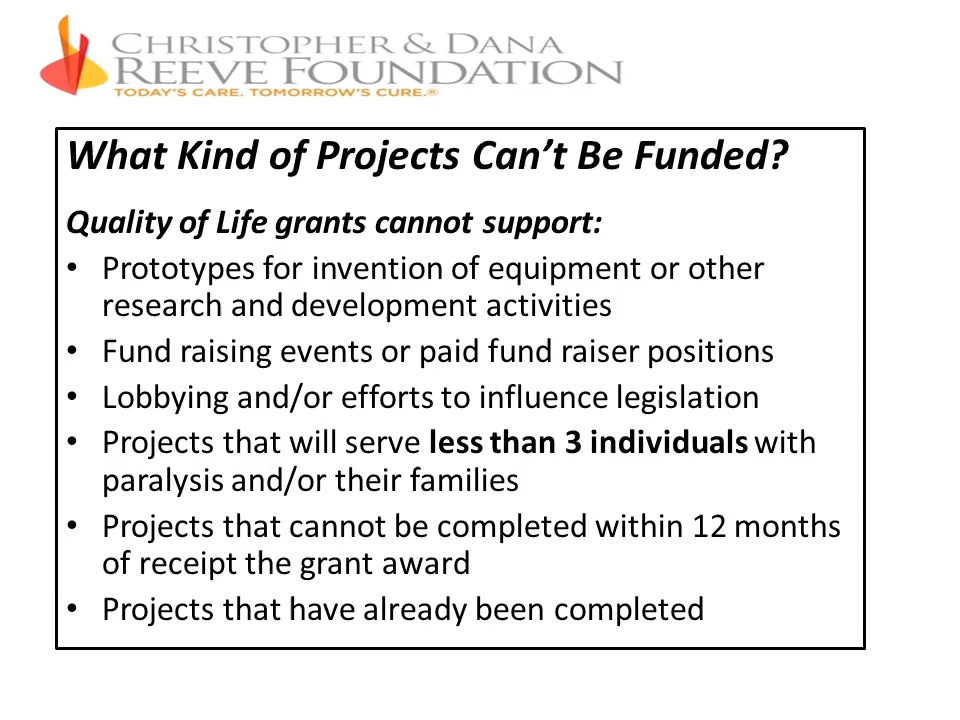 CHRISTOPHER & DANA
REEVE FOUNDATION
TODAY'S CARE. TOMORROW'S CURE.®
What Kind of Projects Can't Be Funded?
Quality of Life grants cannot support:
• Prototypes for invention of equipment or other
research and development activities
• Fund raising events or paid fund raiser positions
• Lobbying and/or efforts to influence legislation
• Projects that will serve less than 3 individuals with
paralysis and/or their families
• Projects that cannot be completed within 12 months
of receipt the grant award
• Projects that have already been completed